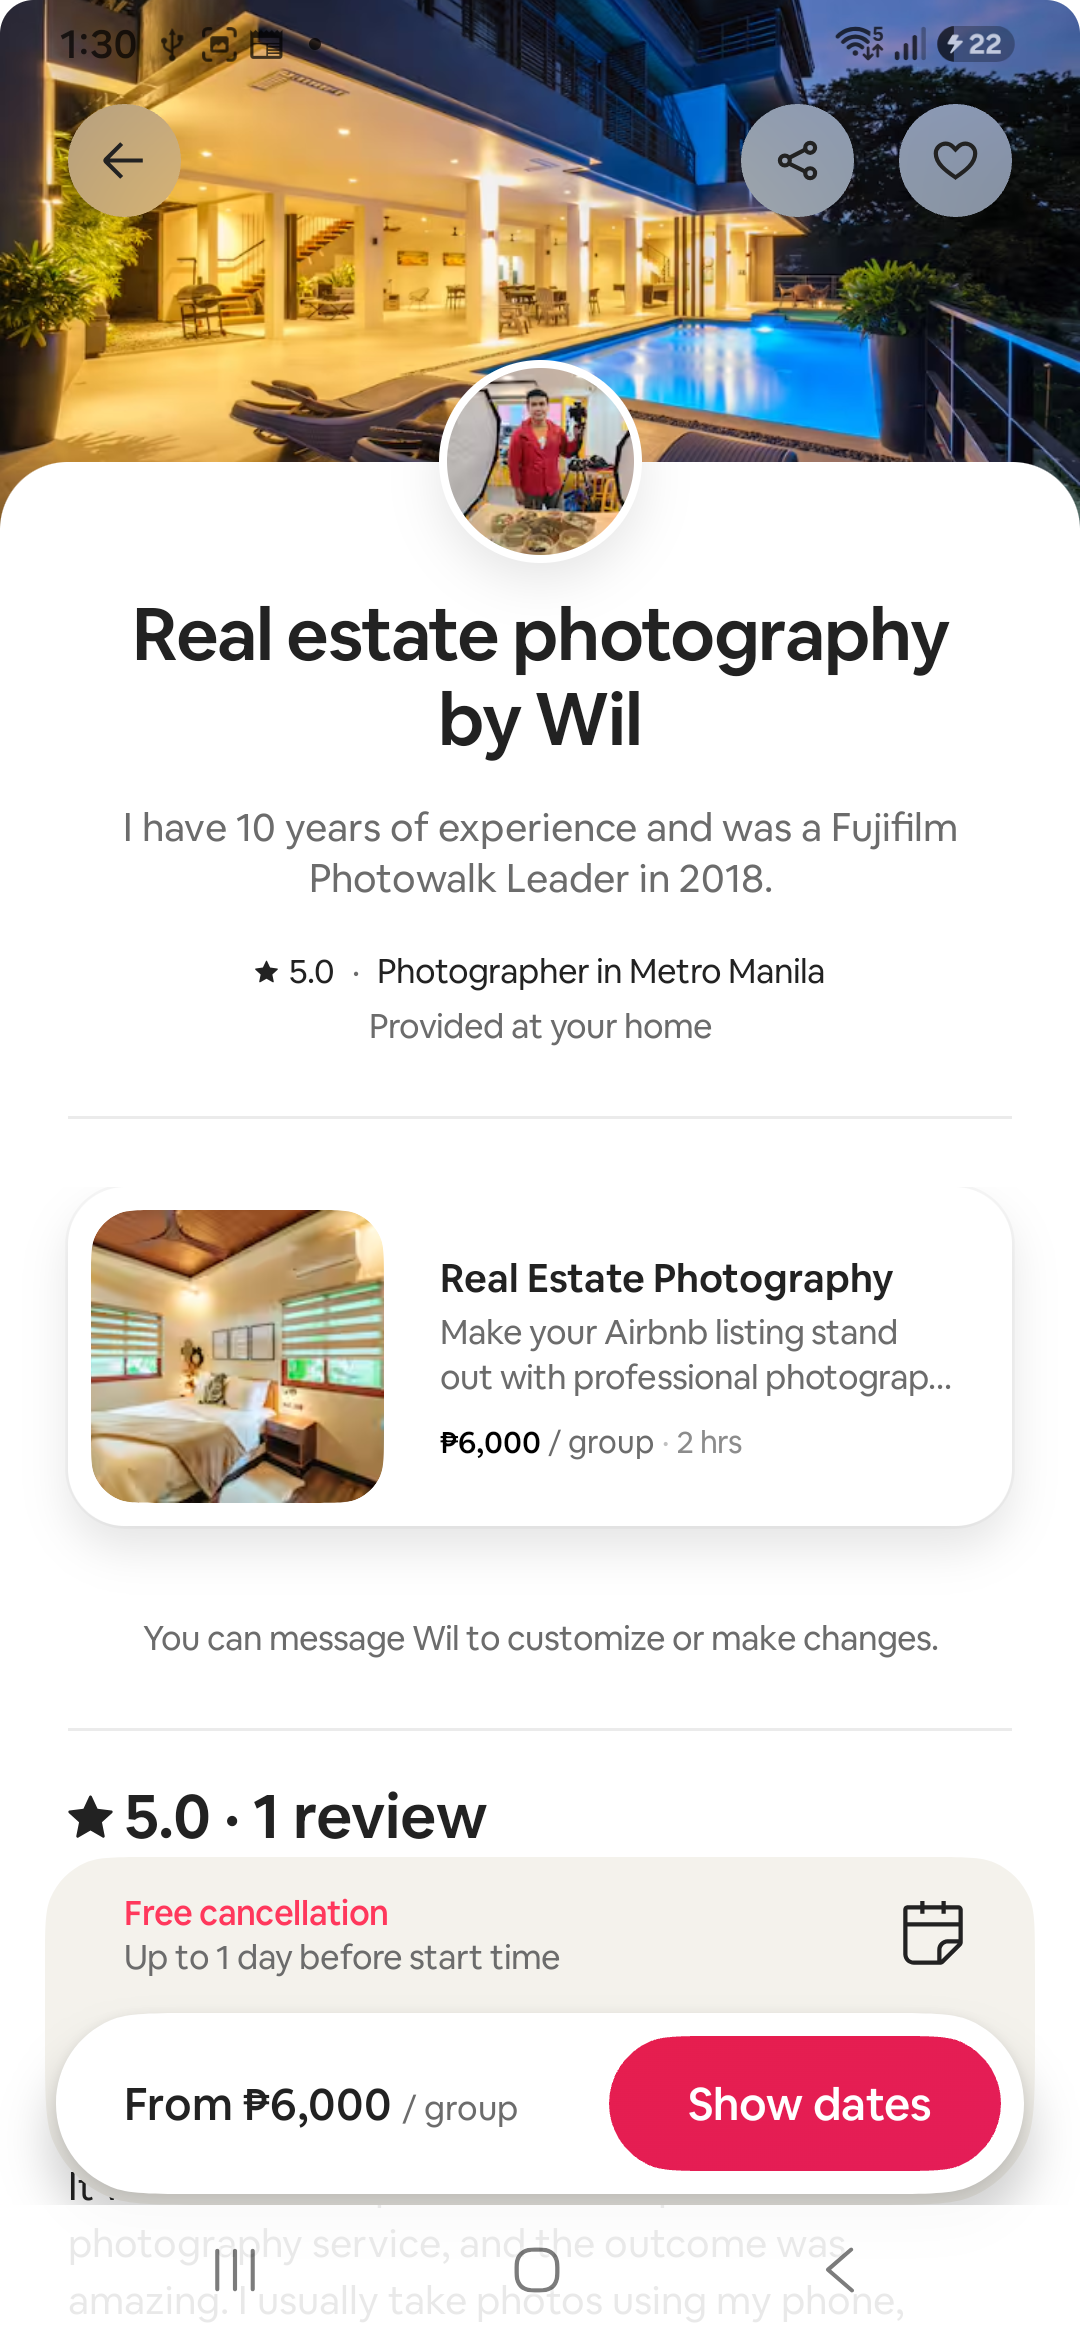 1:30
5
22
Real estate photography
by Wil
I have 10 years of experience and was a Fujifilm
Photowalk Leader in 2018.
5.0 · Photographer in Metro Manila
Provided at your home
Real Estate Photography
Make your Airbnb listing stand
out with professional photograp...
₱6,000 / group · 2 hrs
You can message Wil to customize or make changes.
5.0 · 1 review
Free cancellation
Up to 1 day before start time
From ₱6,000 / group
Show dates
photography service, and the outcome was
amazing. I usually take photos using my phone,